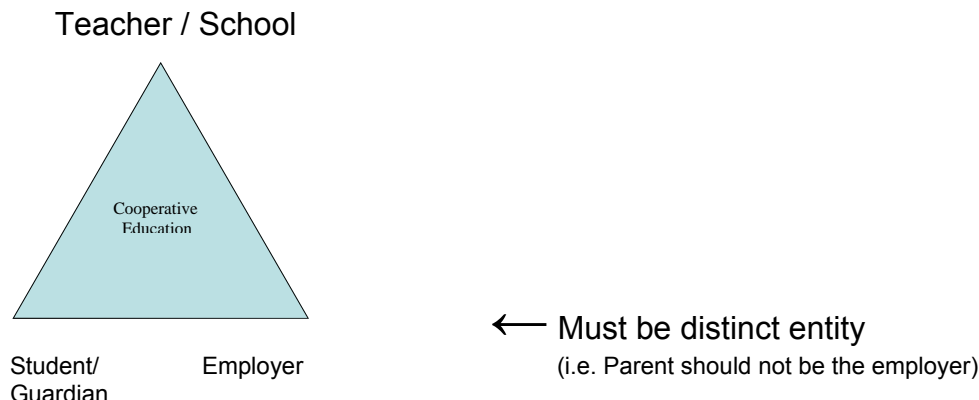 Teacher / School
Cooperative
Education
← Must be distinct entity
Student/ Employer (i.e. Parent should not be the employer)
Guardian